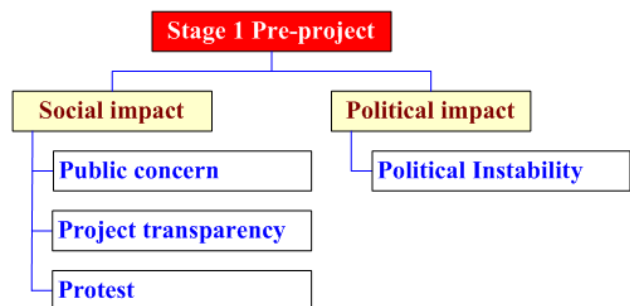 Stage 1 Pre-project
Social impact
Political impact
Public concern
Political Instability
Project transparency
Protest